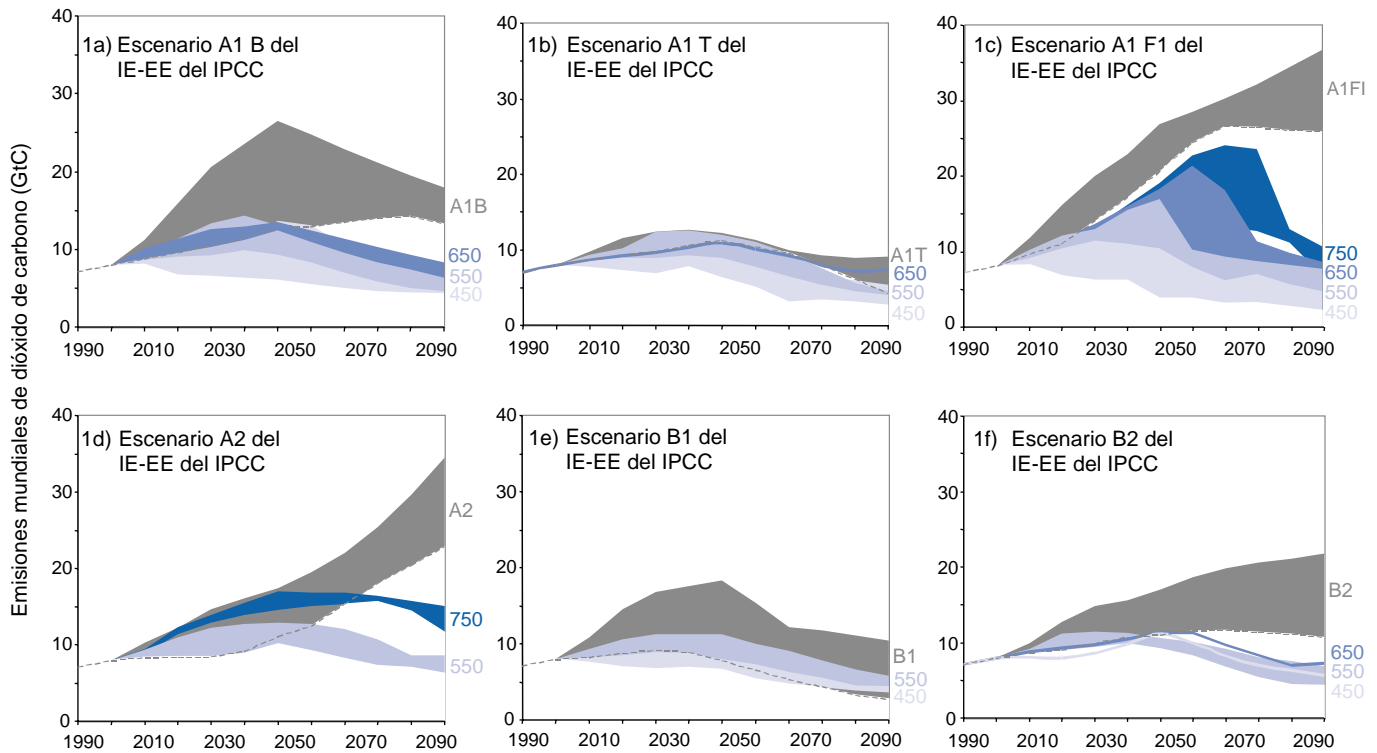 Emisiones mundiales de dióxido de carbono (GtC)
1a) Escenario A1 B del
IE-EE del IPCC
40
30
20
10
0
1990 2010 2030 2050 2070 2090
A1B
650
550
450
1b) Escenario A1 T del
IE-EE del IPCC
40
30
20
10
0
1990 2010 2030 2050 2070 2090
A1T
650
550
450
1c) Escenario A1 F1 del
IE-EE del IPCC
40
30
20
10
0
1990 2010 2030 2050 2070 2090
A1FI
750
650
550
450
1d) Escenario A2 del
IE-EE del IPCC
40
30
20
10
0
1990 2010 2030 2050 2070 2090
A2
750
550
1e) Escenario B1 del
IE-EE del IPCC
40
30
20
10
0
1990 2010 2030 2050 2070 2090
B1
550
450
1f) Escenario B2 del
IE-EE del IPCC
40
30
20
10
0
1990 2010 2030 2050 2070 2090
B2
650
550
450